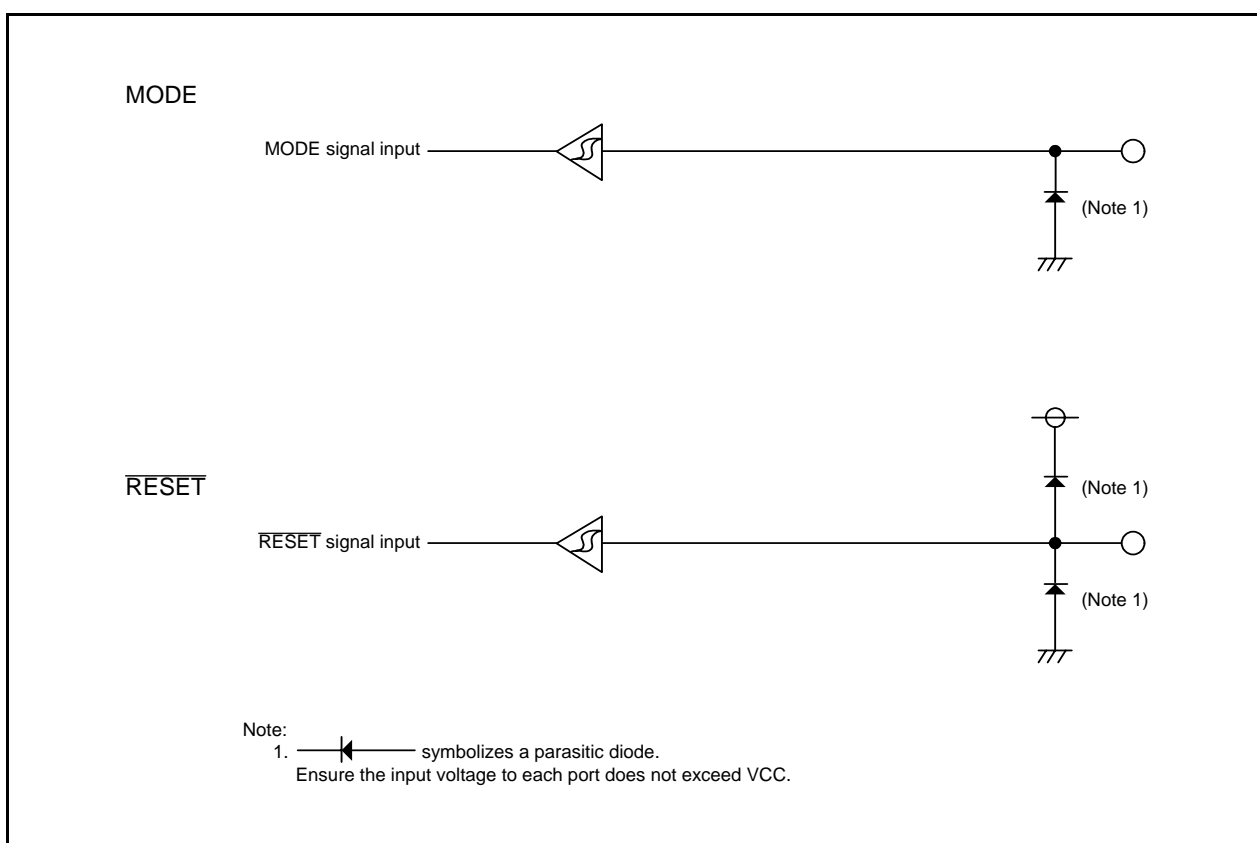 MODE
MODE signal input
(Note 1)
RESET
(Note 1)
RESET signal input
(Note 1)
Note:
1. symbolizes a parasitic diode.
Ensure the input voltage to each port does not exceed VCC.